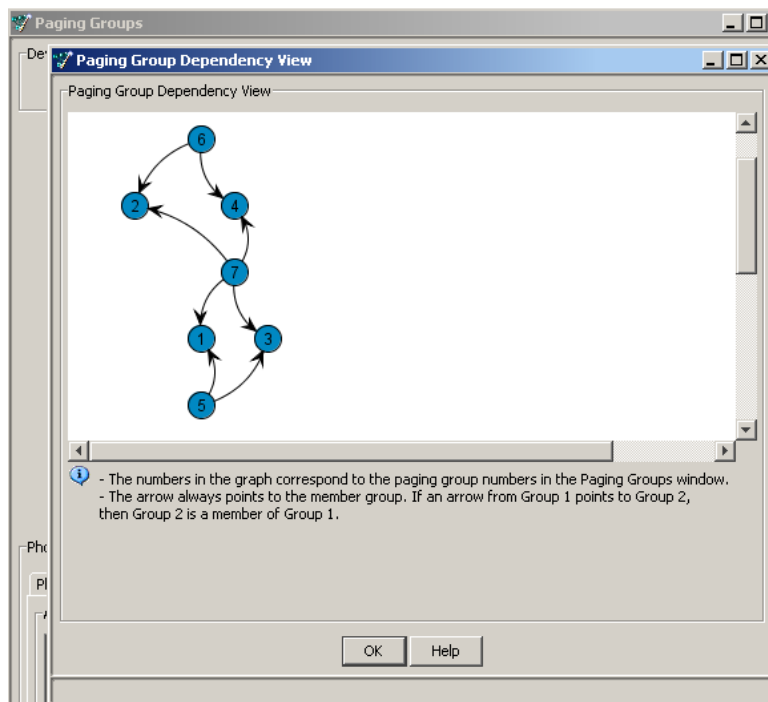 Paging Groups
De
Paging Group Dependency View
Paging Group Dependency View
6
2
4
7
1
3
5
- The numbers in the graph correspond to the paging group numbers in the Paging Groups window.
- The arrow always points to the member group. If an arrow from Group 1 points to Group 2,
then Group 2 is a member of Group 1.
Pho
Pl
OK
Help